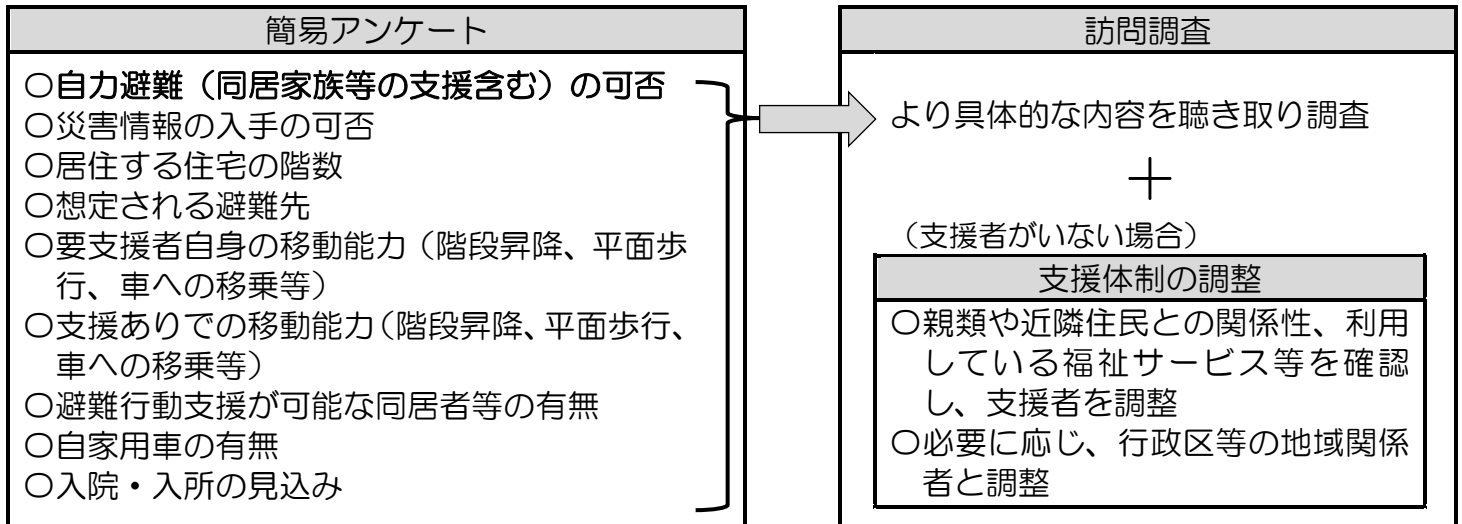 簡易アンケート
〇自力避難（同居家族等の支援含む）の可否
〇災害情報の入手の可否
〇居住する住宅の階数
〇想定される避難先
〇要支援者自身の移動能力（階段昇降、平面歩
行、車への移乗等）
〇支援ありでの移動能力（階段昇降、平面歩行、
車への移乗等）
〇避難行動支援が可能な同居者等の有無
〇自家用車の有無
〇入院・入所の見込み
訪問調査
より具体的な内容を聴き取り調査
＋
（支援者がいない場合）
支援体制の調整
〇親類や近隣住民との関係性、利用
している福祉サービス等を確認
し、支援者を調整
〇必要に応じ、行政区等の地域関係
者と調整